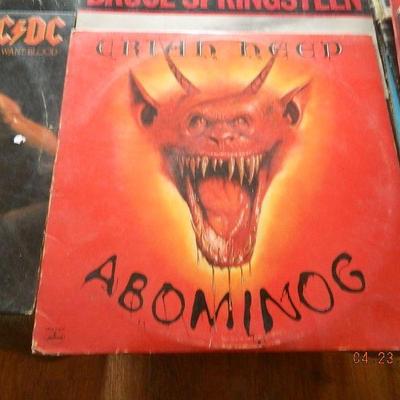 BRUCE SPRINGSTEEN
AC/DC
WANT BLOOD
URIAH HEEP
ABOMINOG
04 23